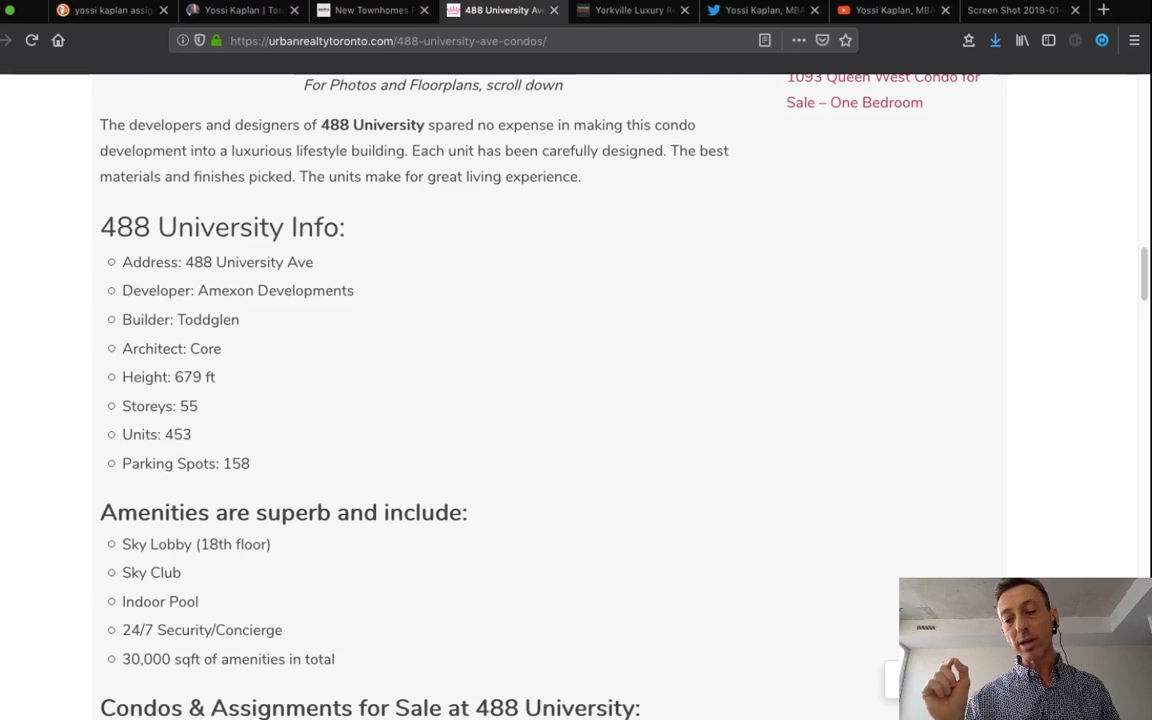 yossi kaplan assig
Yossi Kaplan | Tor
New Townhomes
488 University Ave
Yorkville Luxury R
Yossi Kaplan, MBA
Yossi Kaplan, MBA
Screen Shot 2019-01-
https://urbanrealtytoronto.com/488-university-ave-condos/
For Photos and Floorplans, scroll down
1093 Queen West Condo for
Sale – One Bedroom
The developers and designers of 488 University spared no expense in making this condo
development into a luxurious lifestyle building. Each unit has been carefully designed. The best
materials and finishes picked. The units make for great living experience.
488 University Info:
Address: 488 University Ave
Developer: Amexon Developments
Builder: Toddglen
Architect: Core
Height: 679 ft
Storeys: 55
Units: 453
Parking Spots: 158
Amenities are superb and include:
Sky Lobby (18th floor)
Sky Club
Indoor Pool
24/7 Security/Concierge
30,000 sqft of amenities in total
Condos & Assignments for Sale at 488 University: